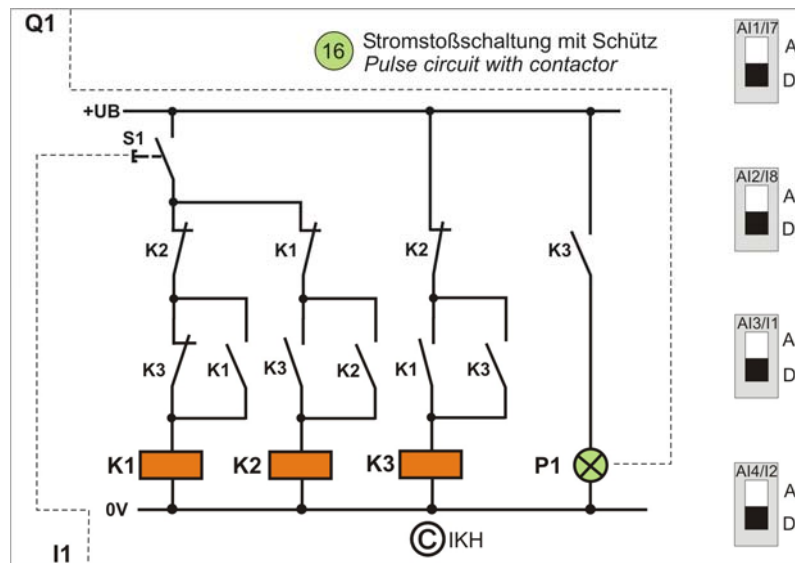 Q1
16
Stromstoßschaltung mit Schütz
Pulse circuit with contactor
+UB
S1
K2
K1
K2
K3
K3
K1
K3
K2
K1
K3
K1
K2
K3
P1
0V
I1
C IKH
AI1/I7
A
D
AI2/I8
A
D
AI3/I1
A
D
AI4/I2
A
D